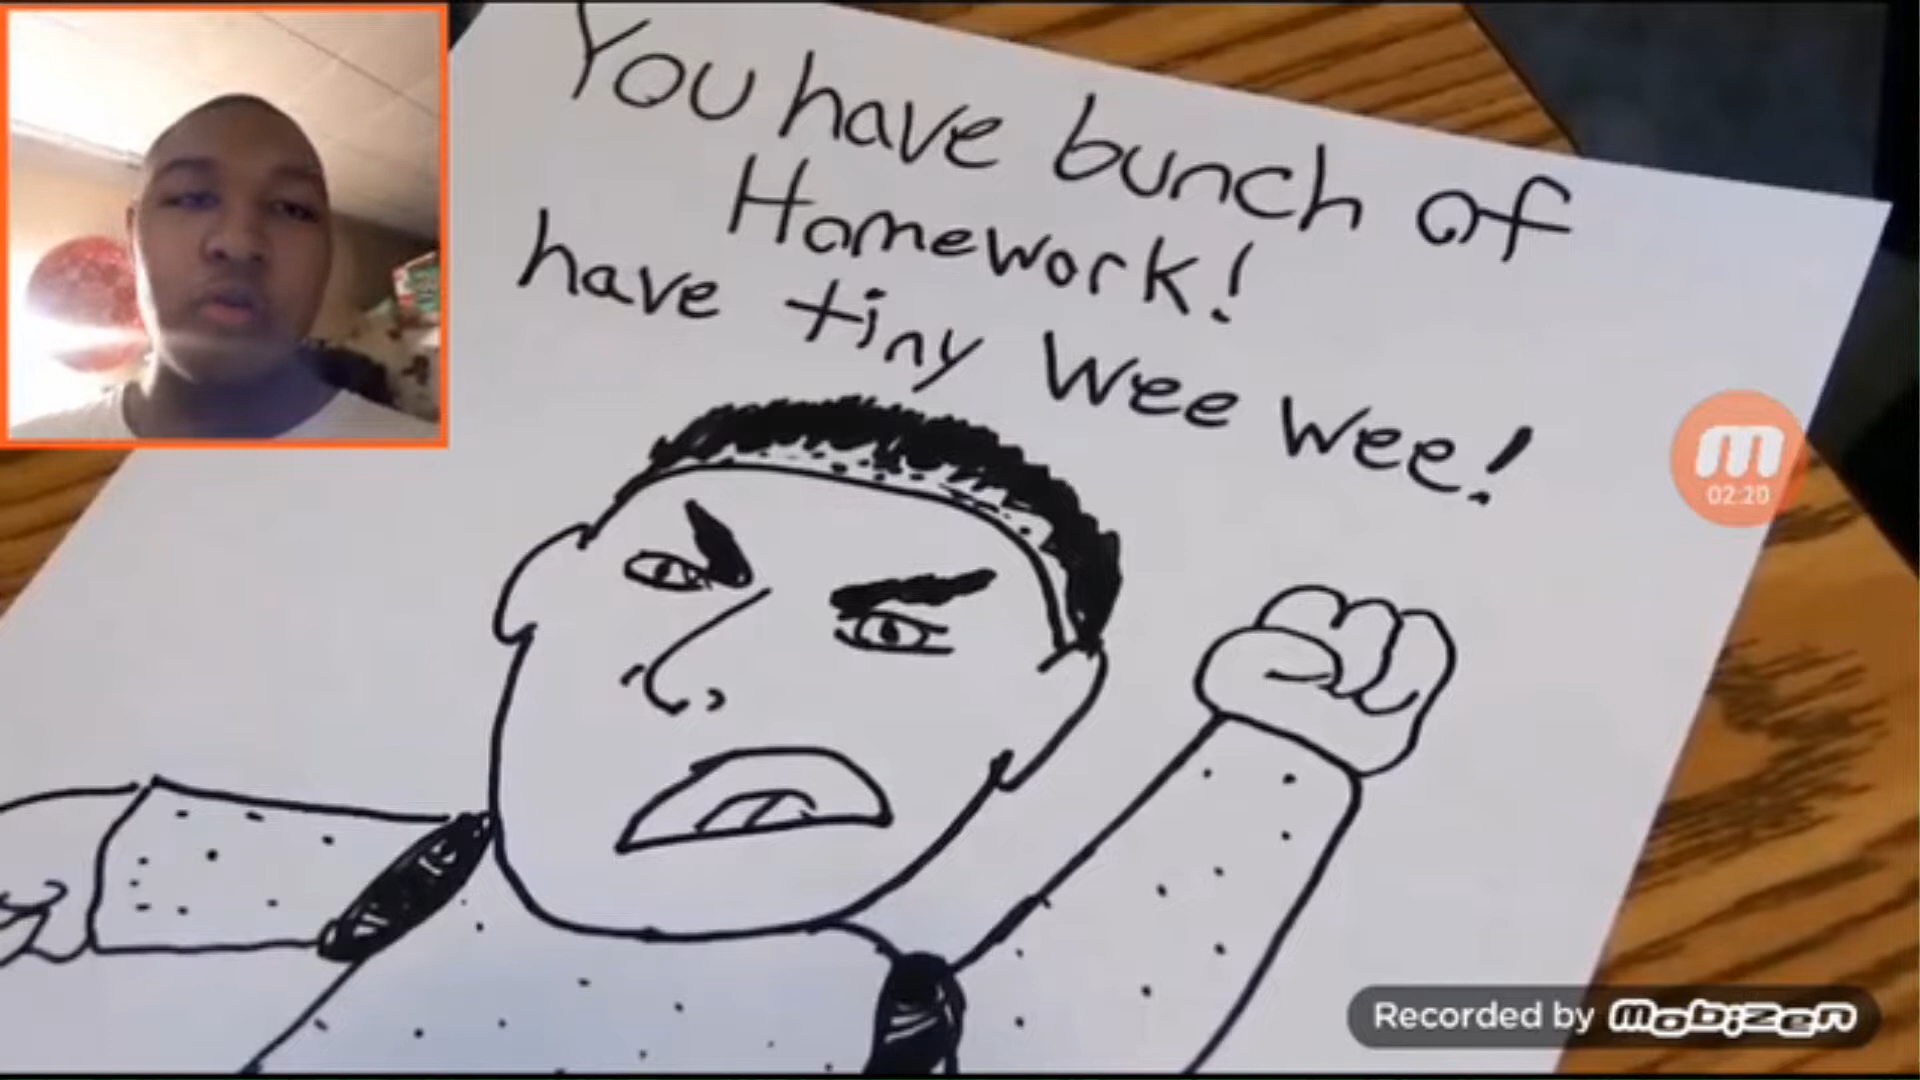 You have bunch of
Homework!
have tiny wee wee!
02:20
Recorded by mobizen